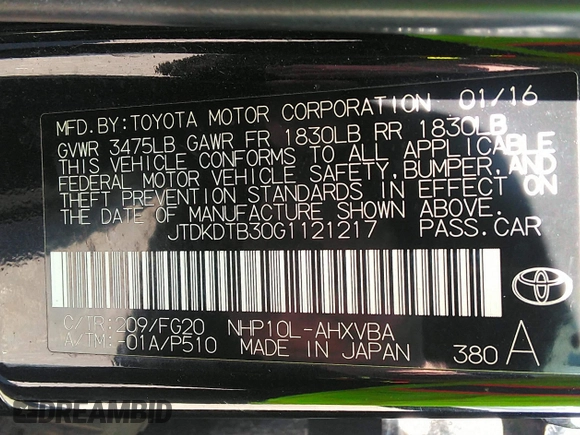 MFD.BY:TOYOTA MOTOR CORPORATION 01/16
GVWR 3475LB GAWR FR 1830LB RR 1830LB
THIS VEHICLE CONFORMS TO ALL APPLICABLE
FEDERAL MOTOR VEHICLE SAFETY,BUMPER,AND
THEFT PREVENTION STANDARDS IN EFFECT ON
THE DATE OF MANUFACTURE SHOWN ABOVE.
JTDKDTB30G1121217 PASS.CAR
C/TR:209/FG20 NHP10L-AHXVBA
A/TM:-01A/P510 MADE IN JAPAN 380 A
TOYOTA
DREAMBID